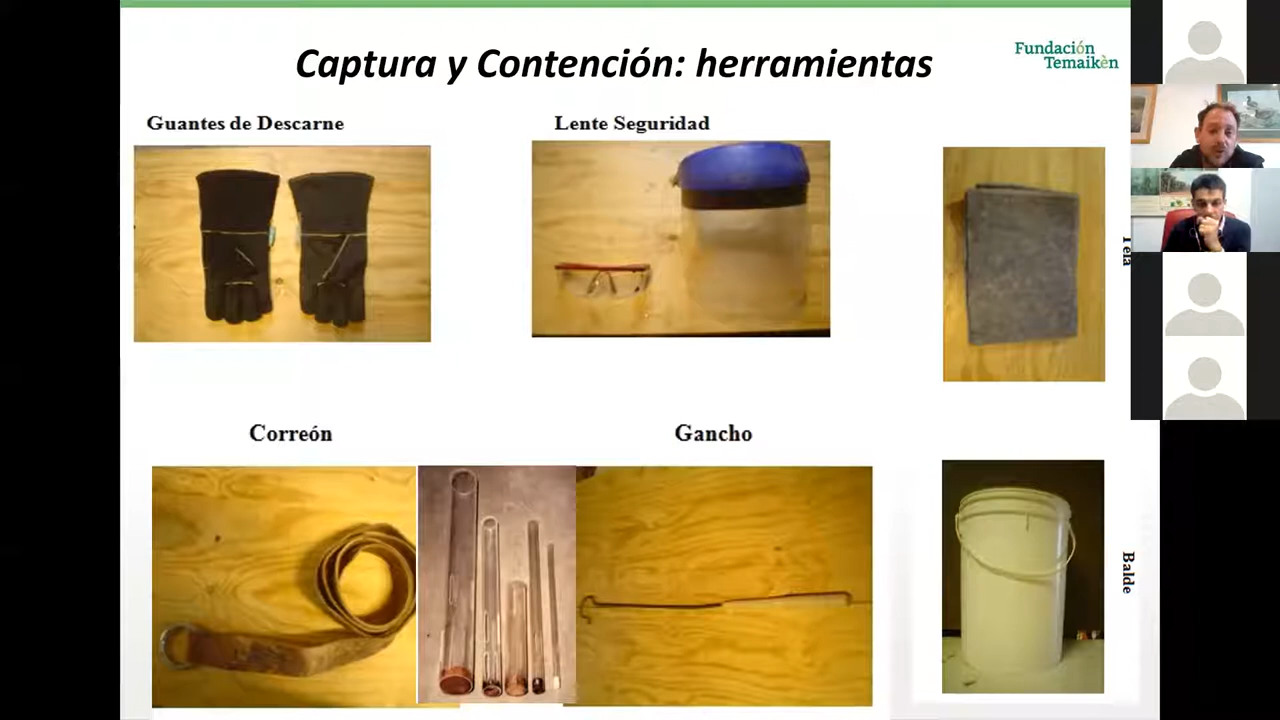 Captura y Contención: herramientas
Fundación
Temaikèn
Guantes de Descarne
Lente Seguridad
Tela
Correón
Gancho
Balde